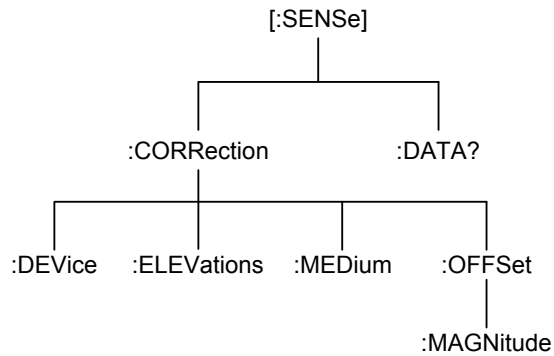 [:SENSe]
:CORRection :DATA?
:DEVice :ELEVations :MEDium :OFFSet
:MAGNitude